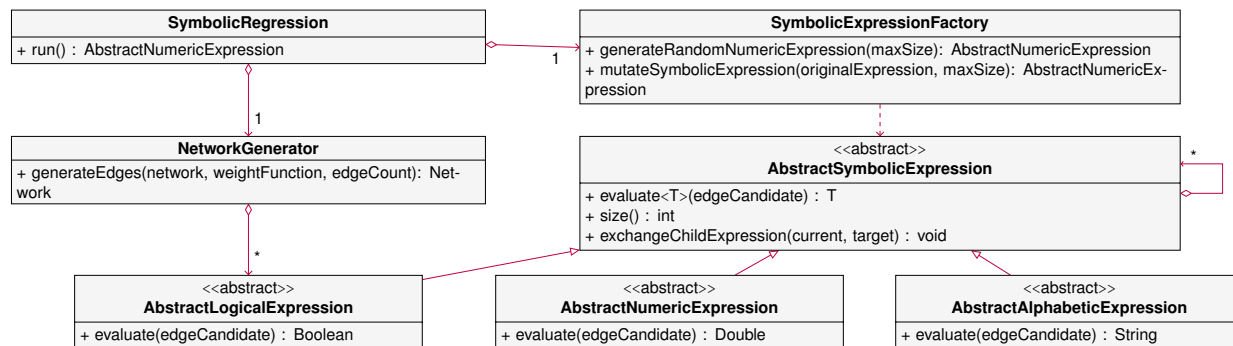 SymbolicRegression
+ run() : AbstractNumericExpression
SymbolicExpressionFactory
+ generateRandomNumericExpression(maxSize): AbstractNumericExpression
+ mutateSymbolicExpression(originalExpression, maxSize): AbstractNumericEx-
pression
1
1
NetworkGenerator
+ generateEdges(network, weightFunction, edgeCount): Net-
work
<<abstract>>
AbstractSymbolicExpression
+ evaluate<T>(edgeCandidate) : T
+ size() : int
+ exchangeChildExpression(current, target) : void
*
*
<<abstract>>
AbstractLogicalExpression
+ evaluate(edgeCandidate) : Boolean
<<abstract>>
AbstractNumericExpression
+ evaluate(edgeCandidate) : Double
<<abstract>>
AbstractAlphabeticExpression
+ evaluate(edgeCandidate) : String